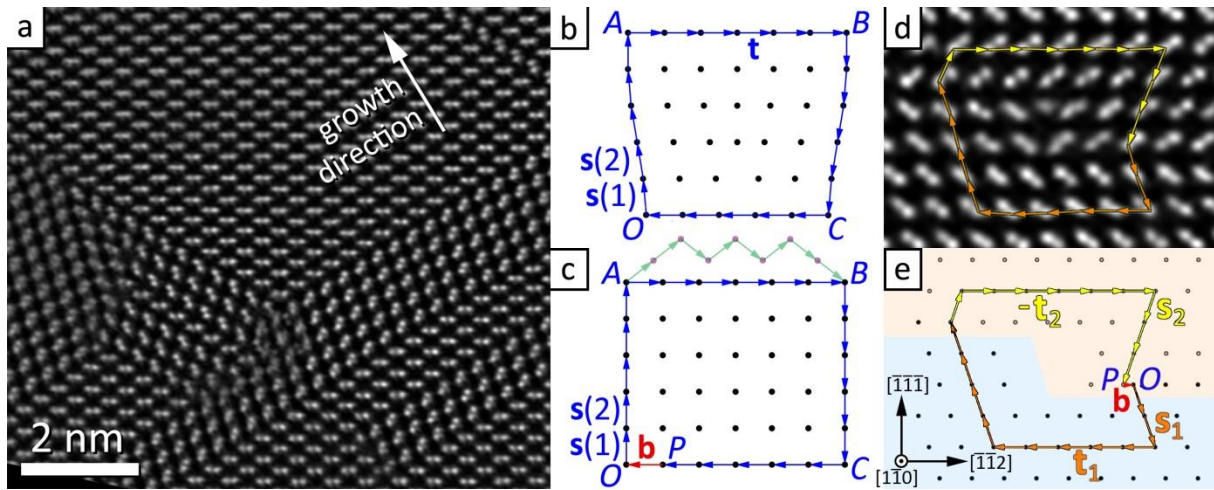 a
growth
direction
2 nm
b
A
B
t
s(2)
s(1)
O
C
c
A
B
s(2)
s(1)
b
P
O
C
d
e
-t₂
s₂
P
O
b
s₁
t₁
[1̅1̅1̅]
[11̅0]
[1̅1̅2]